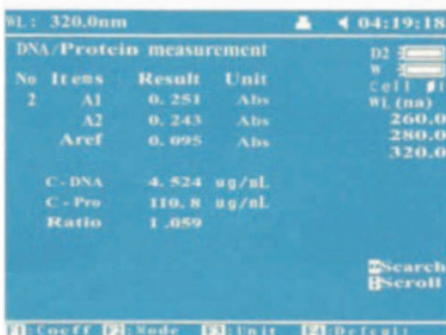 WL: 320.0nm 04:19:18
DNA/Protein measurement
No Items Result Unit
2 A1 0.251 Abs
A2 0.243 Abs
Aref 0.095 Abs
C-DNA 4.524 ug/mL
C-Pro 110.8 ug/mL
Ratio 1.059
D2
W
Cell #1
WL (nm)
260.0
280.0
320.0
Search
Scroll
F1:Coeff F2:Mode F3:Unit F4:Default